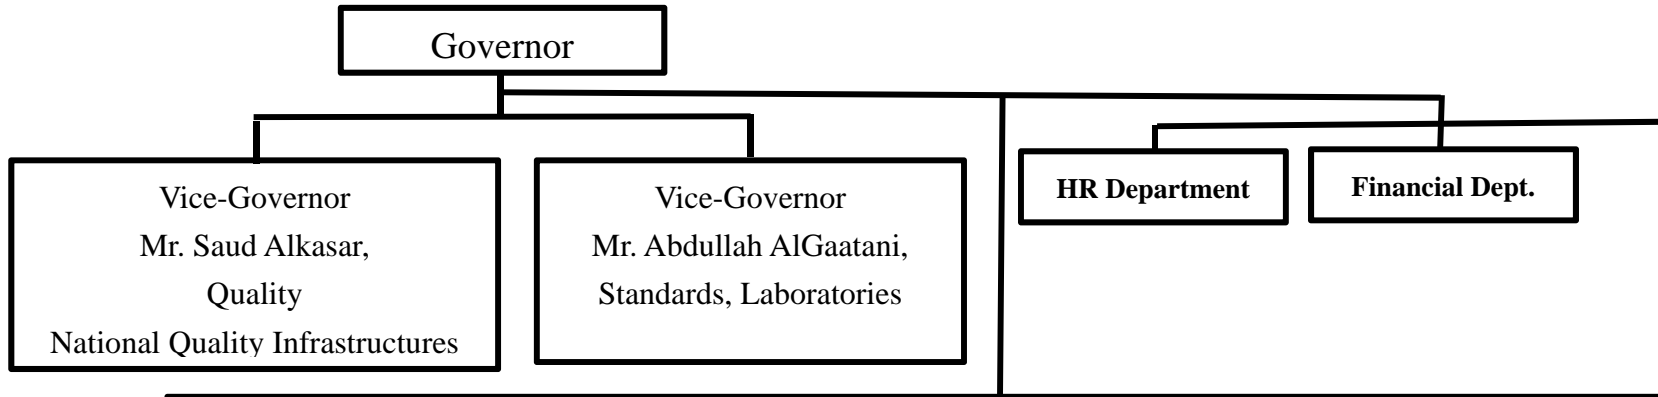 Governor
Vice-Governor
Mr. Saud Alkasar,
Quality
National Quality Infrastructures
Vice-Governor
Mr. Abdullah AlGaatani,
Standards, Laboratories
HR Department
Financial Dept.